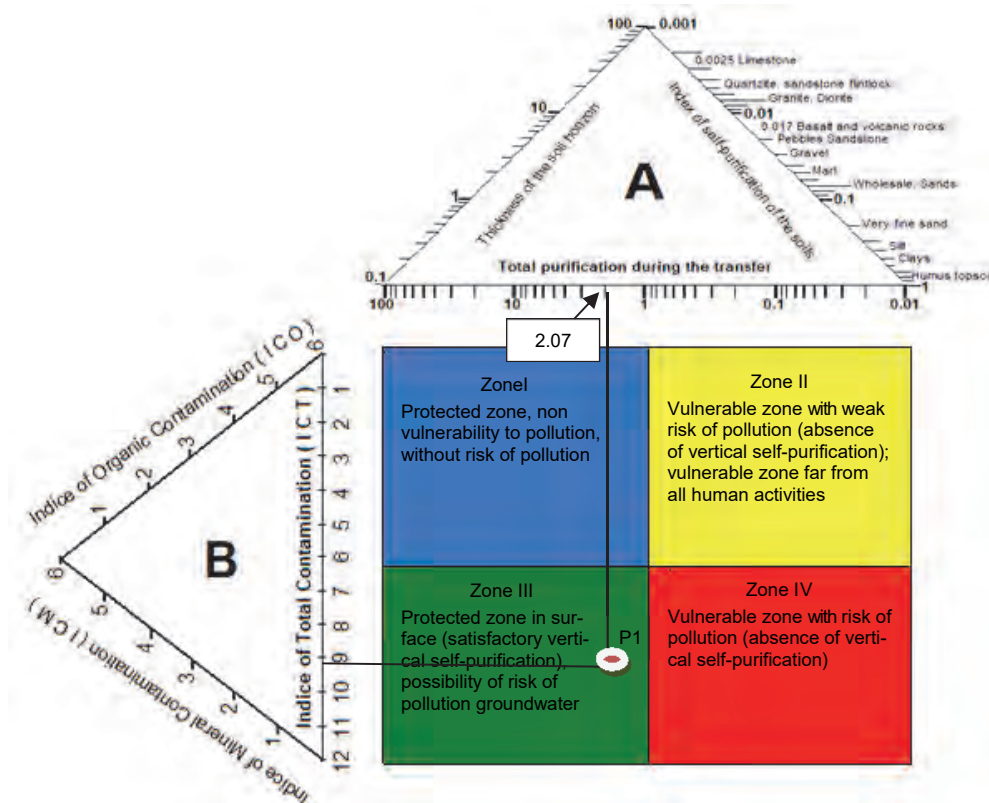 100
0.001
0.0025 Limestone
Quartzite, sandstone flintlock
Granite, Diorite
10
0.01
0.017 Basalt and volcanic rocks
Pebbles Sandstone
Gravel
Marl
Wholesale, Sands
1
0.1
Very fine sand
Silt
Clays
Humus topsoi
0.1
1
Thickness of the soil horizon
Index of self-purification of the soils
A
Total purification during the transfer
100
10
1
0.1
0.01
2.07
Indice of Organic Contamination ( I C O )
1
2
3
4
5
6
B
Indice of Total Contamination ( I C T )
1
2
3
4
5
6
7
8
9
10
11
12
Indice of Mineral Contamination ( I C M )
6
5
4
3
2
1
ZoneI
Protected zone, non
vulnerability to pollution,
without risk of pollution
Zone II
Vulnerable zone with weak
risk of pollution (absence
of vertical self-purification);
vulnerable zone far from
all human activities
Zone III
Protected zone in sur-
face (satisfactory verti-
cal self-purification),
possibility of risk of
pollution groundwater
P1
Zone IV
Vulnerable zone with risk of
pollution (absence of verti-
cal self-purification)